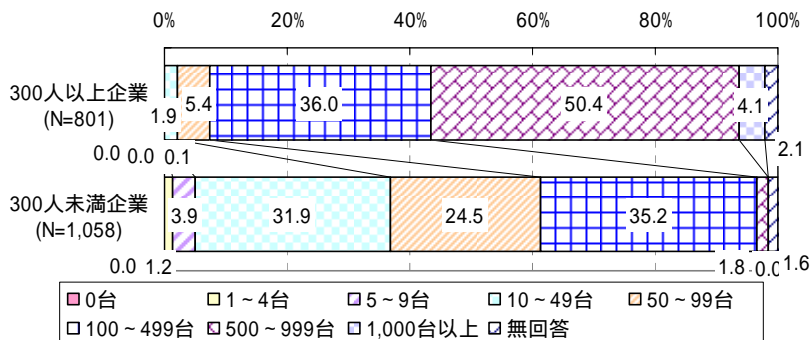 0% 20% 40% 60% 80% 100%
300人以上企業
(N=801)
1.9 5.4 36.0 50.4 4.1
0.0 0.0 0.1 2.1
300人未満企業
(N=1,058)
3.9 31.9 24.5 35.2
0.0 1.2 1.8 0.0 1.6
0台 1~4台 5~9台 10~49台 50~99台
100~499台 500~999台 1,000台以上 無回答